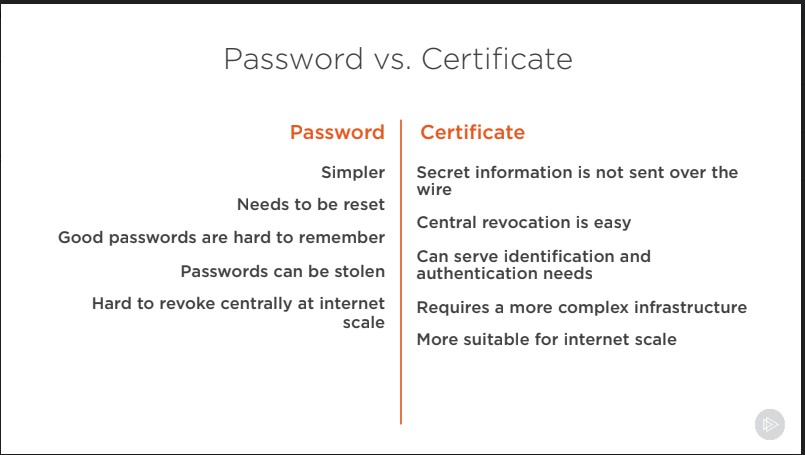 Password vs. Certificate
Password
Simpler
Needs to be reset
Good passwords are hard to remember
Passwords can be stolen
Hard to revoke centrally at internet
scale
Certificate
Secret information is not sent over the
wire
Central revocation is easy
Can serve identification and
authentication needs
Requires a more complex infrastructure
More suitable for internet scale